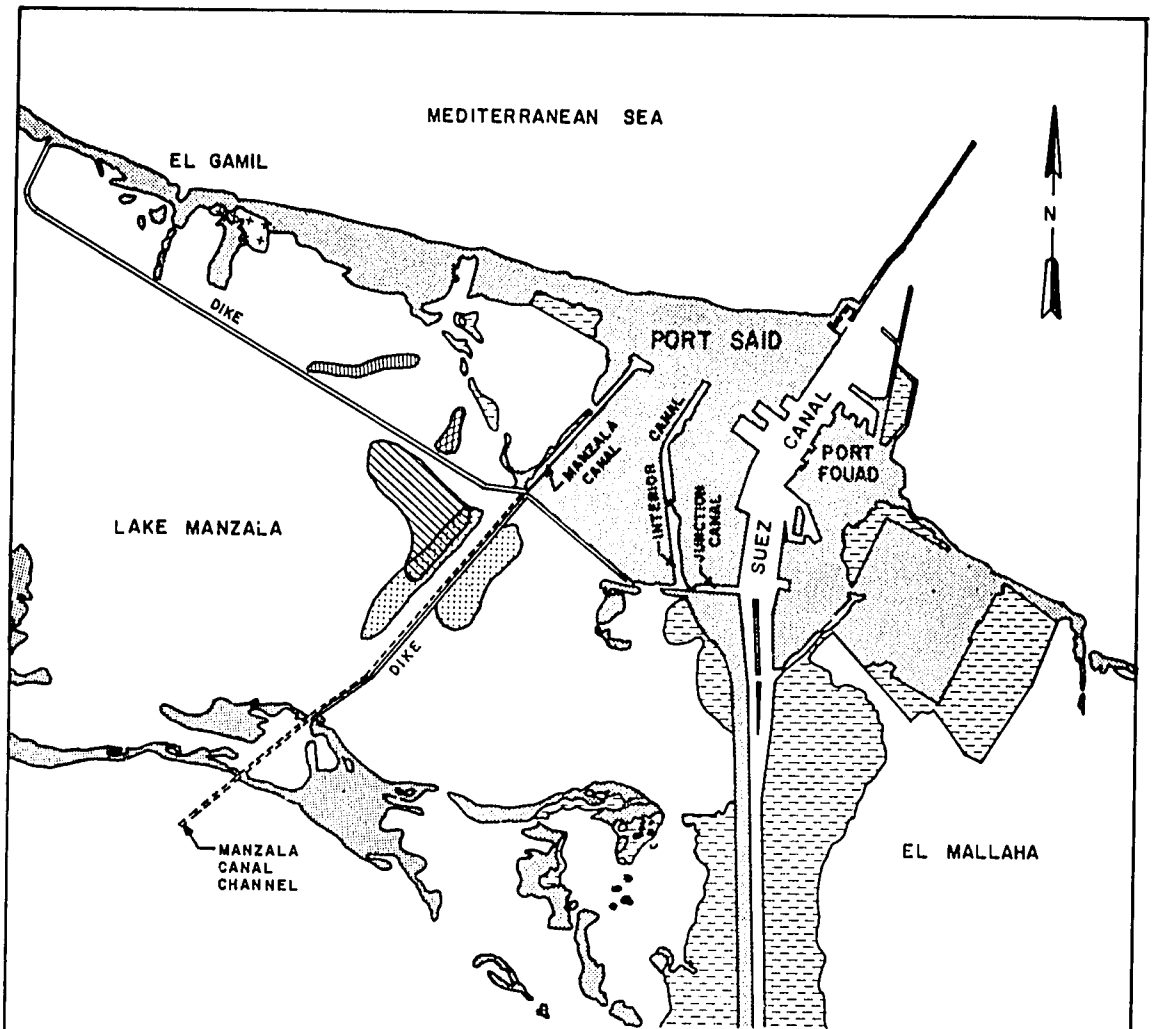 MEDITERRANEAN SEA
EL GAMIL
N
DIKE
PORT SAID
CANAL
MANZALA
CANAL
CANAL
PORT
FOUAD
INTERIOR
JUNCTION
CANAL
SUEZ
LAKE MANZALA
DIKE
MANZALA
CANAL
CHANNEL
EL MALLAHA